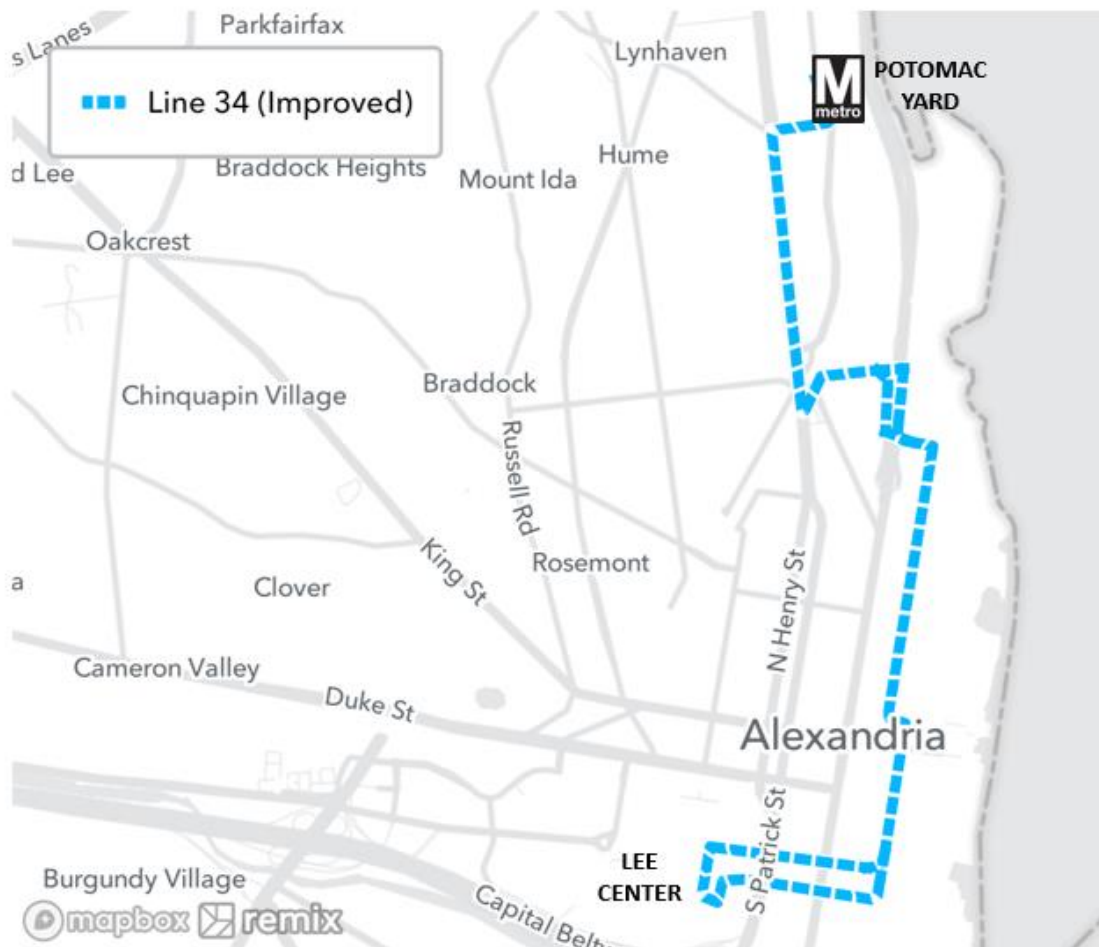 Parkfairfax
s Lanes
Lynhaven
M
metro
POTOMAC
YARD
Line 34 (Improved)
d Lee
Braddock Heights
Mount Ida
Hume
Oakcrest
Chinquapin Village
Braddock
Russell Rd
King St
Rosemont
Clover
a
N Henry St
Cameron Valley
Duke St
Alexandria
S Patrick St
LEE
CENTER
Burgundy Village
Capital Belt
mapbox remix